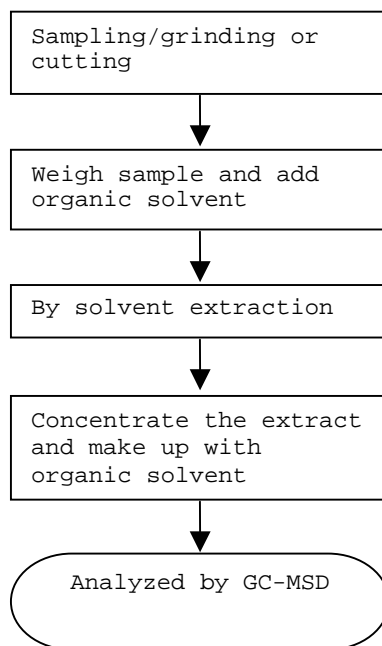 Sampling/grinding or
cutting
Weigh sample and add
organic solvent
By solvent extraction
Concentrate the extract
and make up with
organic solvent
Analyzed by GC-MSD